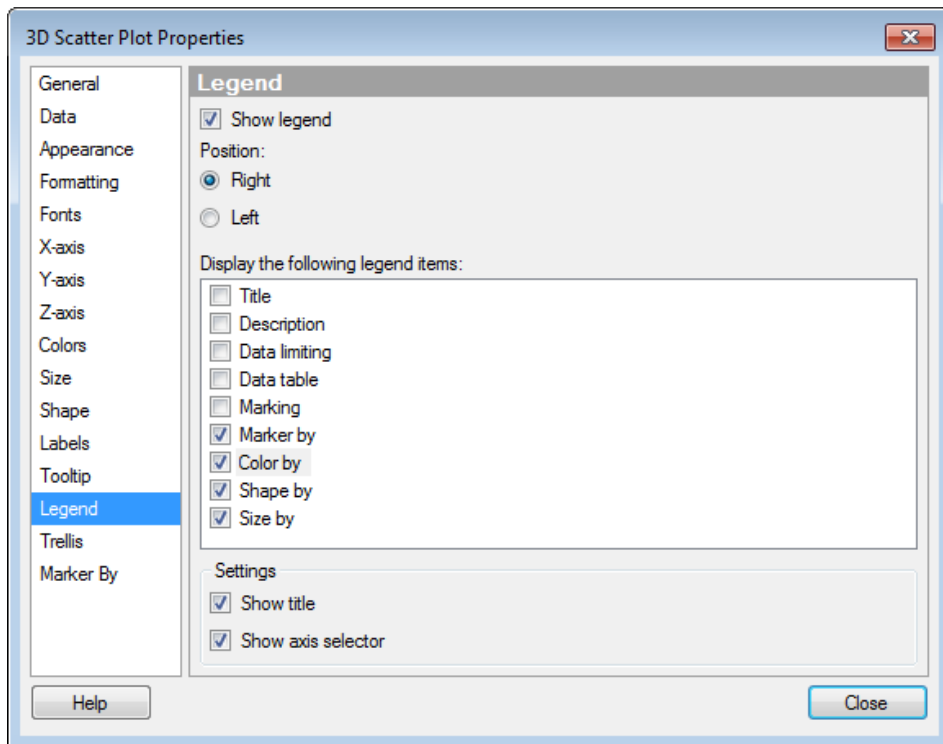 3D Scatter Plot Properties
General
Data
Appearance
Formatting
Fonts
X-axis
Y-axis
Z-axis
Colors
Size
Shape
Labels
Tooltip
Legend
Trellis
Marker By
Legend
Show legend
Position:
Right
Left
Display the following legend items:
Title
Description
Data limiting
Data table
Marking
Marker by
Color by
Shape by
Size by
Settings
Show title
Show axis selector
Help
Close